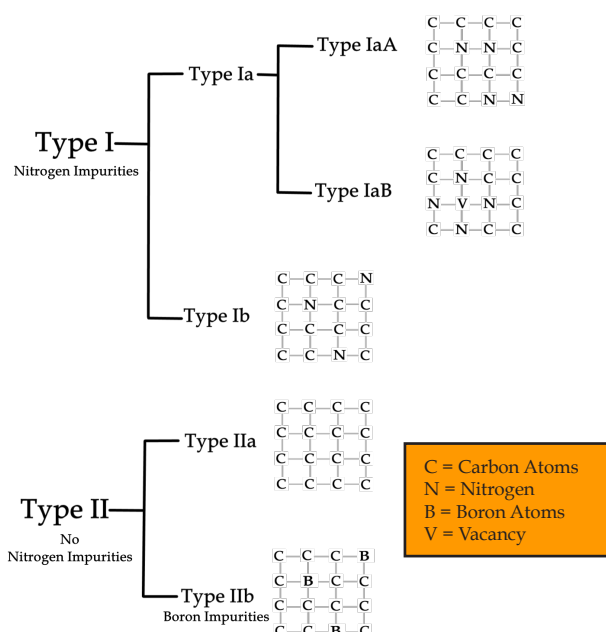 Type I
Nitrogen Impurities
Type Ia
Type IaA
C C C C
C N N C
C C C C
C C N N
Type IaB
C C C C
C N C C
N V N C
C N C C
Type Ib
C C C N
C N C C
C C C C
C C N C
Type II
No
Nitrogen Impurities
Type IIa
C C C C
C C C C
C C C C
C C C C
Type IIb
Boron Impurities
C C C B
C B C C
C C C C
C C B C
C = Carbon Atoms
N = Nitrogen
B = Boron Atoms
V = Vacancy